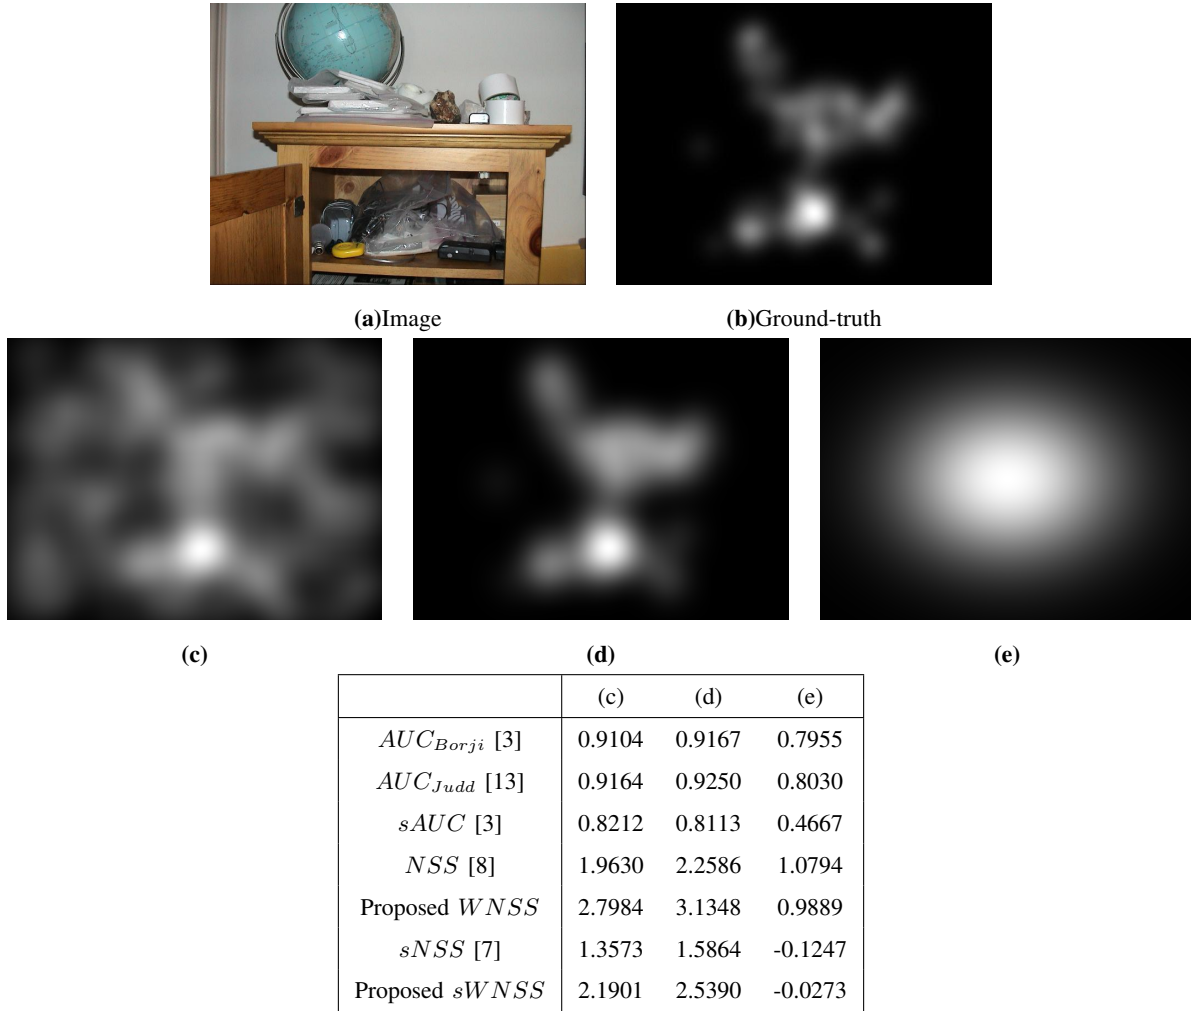 (a)Image
(b)Ground-truth
(c)
(d)
(e)
(c) (d) (e)
AUC_Borji [3] 0.9104 0.9167 0.7955
AUC_Judd [13] 0.9164 0.9250 0.8030
sAUC [3] 0.8212 0.8113 0.4667
NSS [8] 1.9630 2.2586 1.0794
Proposed WNSS 2.7984 3.1348 0.9889
sNSS [7] 1.3573 1.5864 -0.1247
Proposed sWNSS 2.1901 2.5390 -0.0273